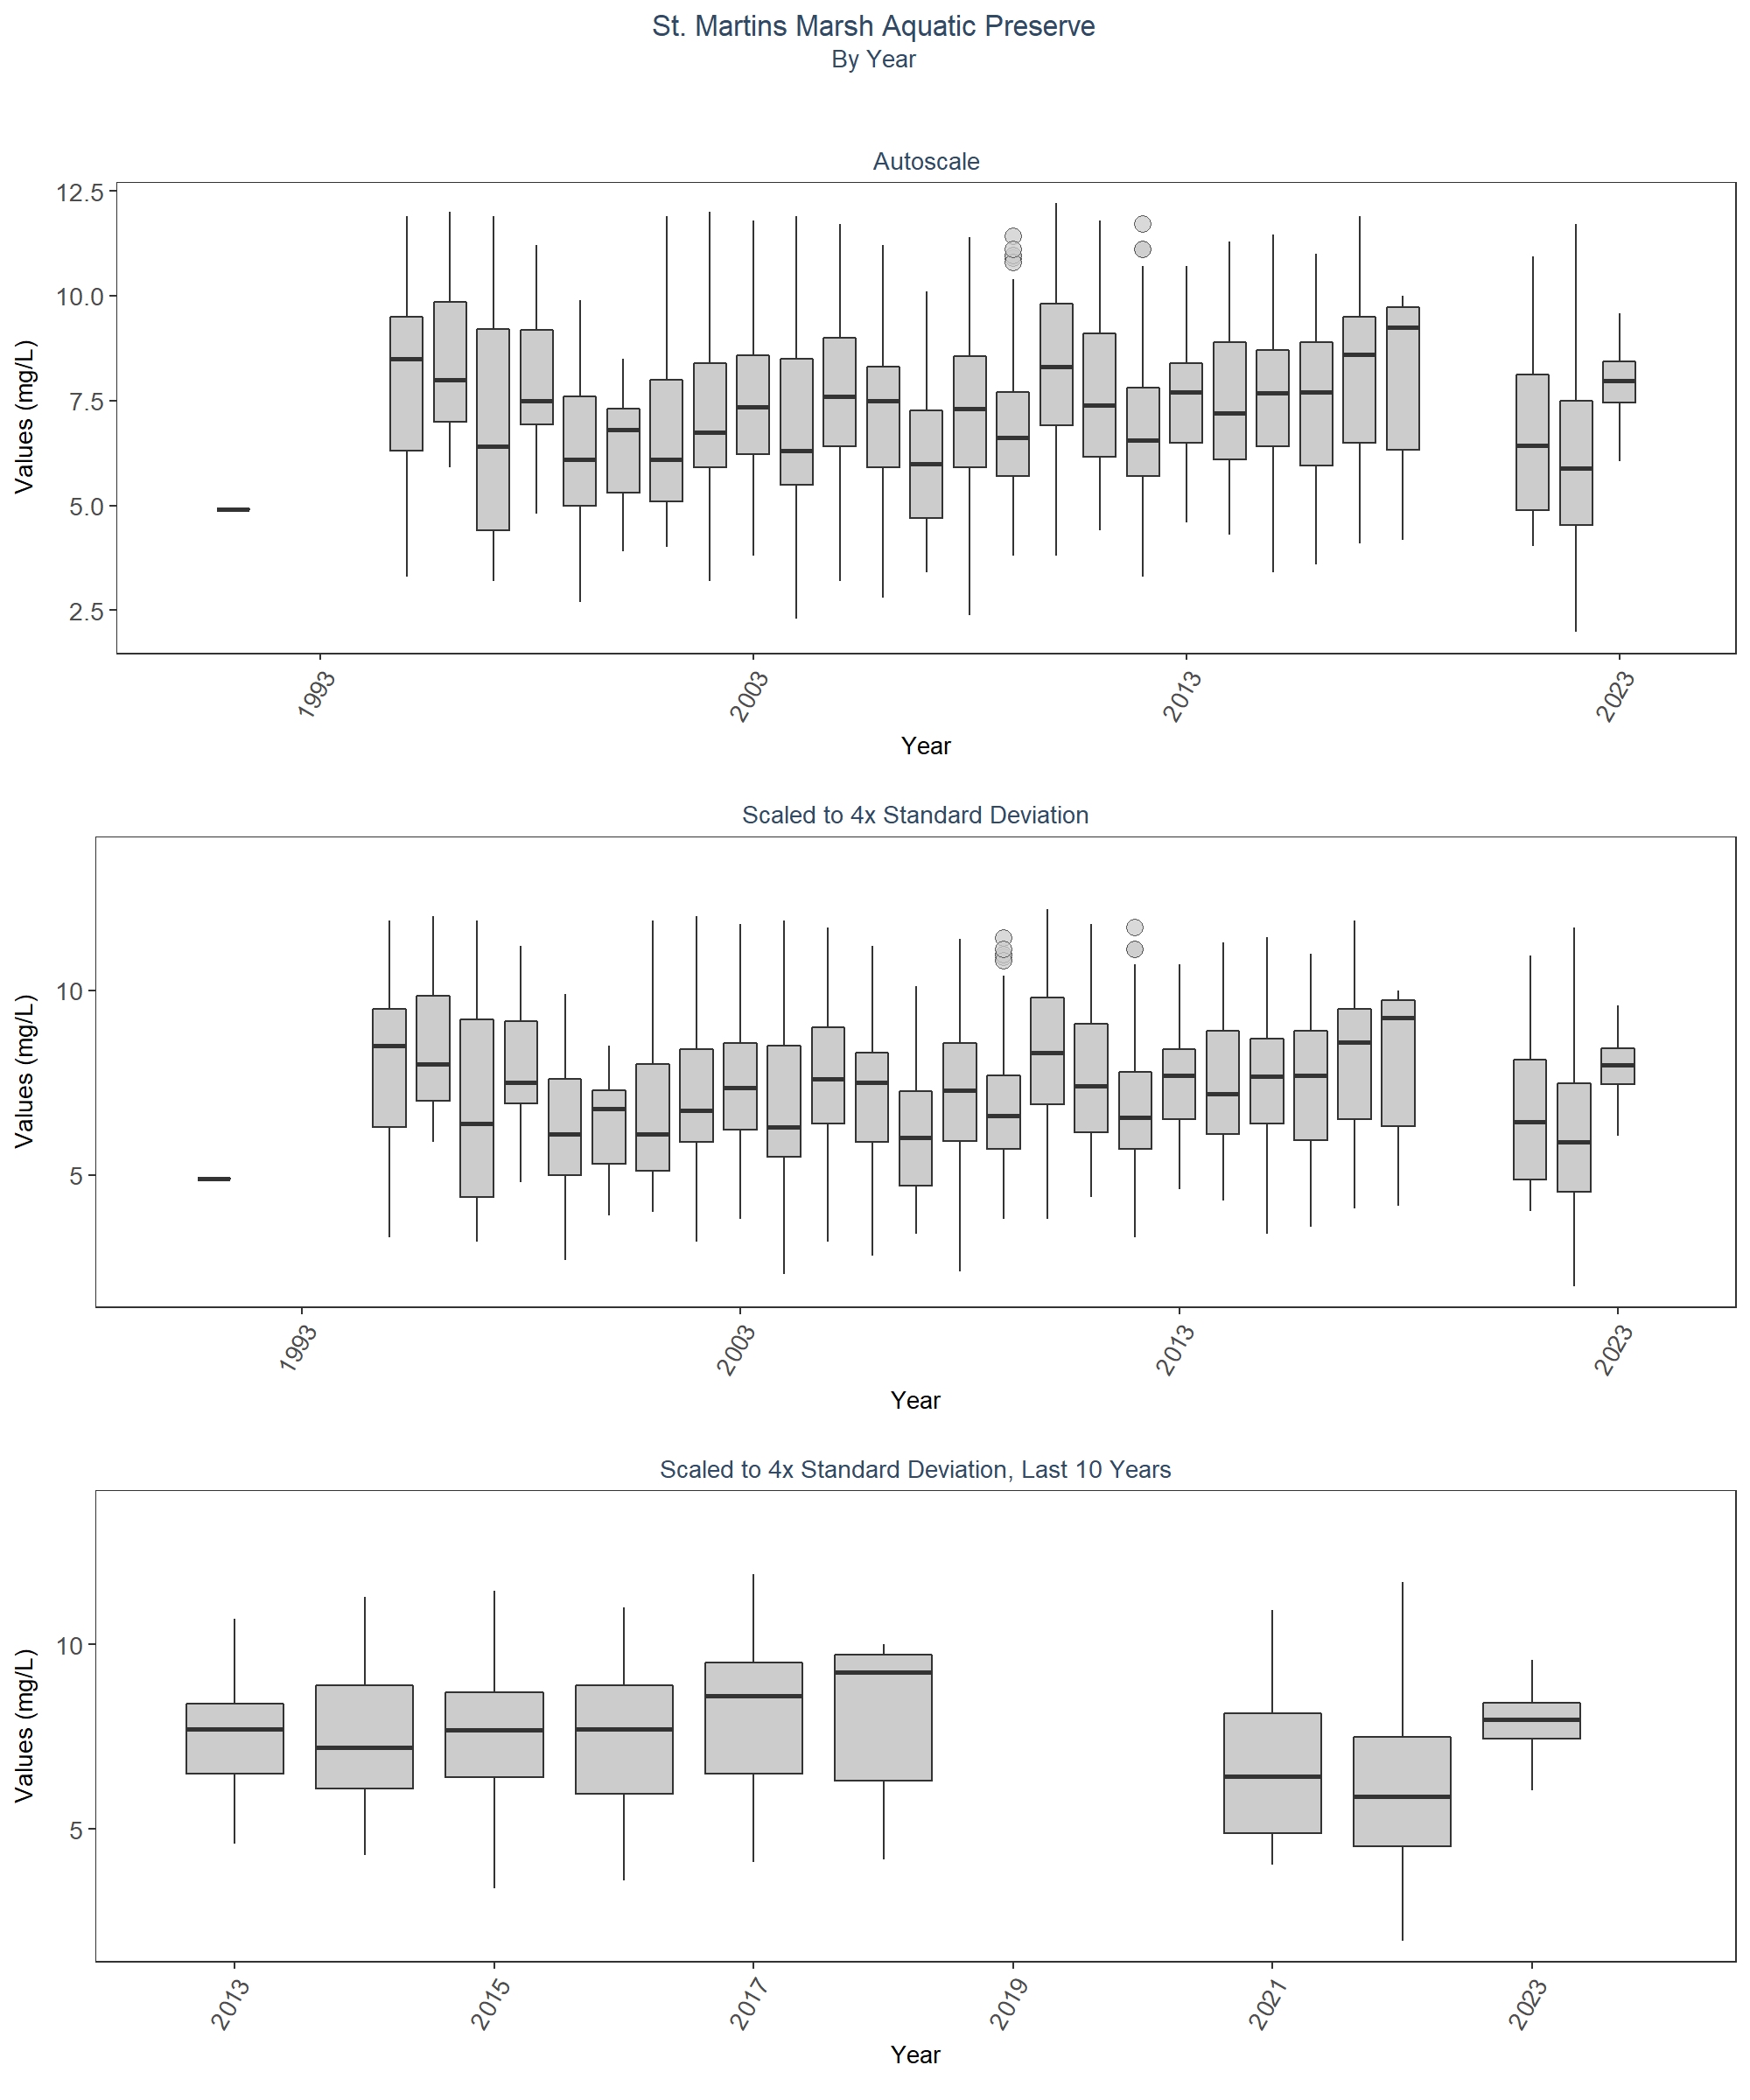 St. Martins Marsh Aquatic Preserve
By Year
Autoscale
Values (mg/L)
12.5
10.0
7.5
5.0
2.5
1993
2003
2013
2023
Year
Scaled to 4x Standard Deviation
Values (mg/L)
10
5
1993
2003
2013
2023
Year
Scaled to 4x Standard Deviation, Last 10 Years
Values (mg/L)
10
5
2013
2015
2017
2019
2021
2023
Year